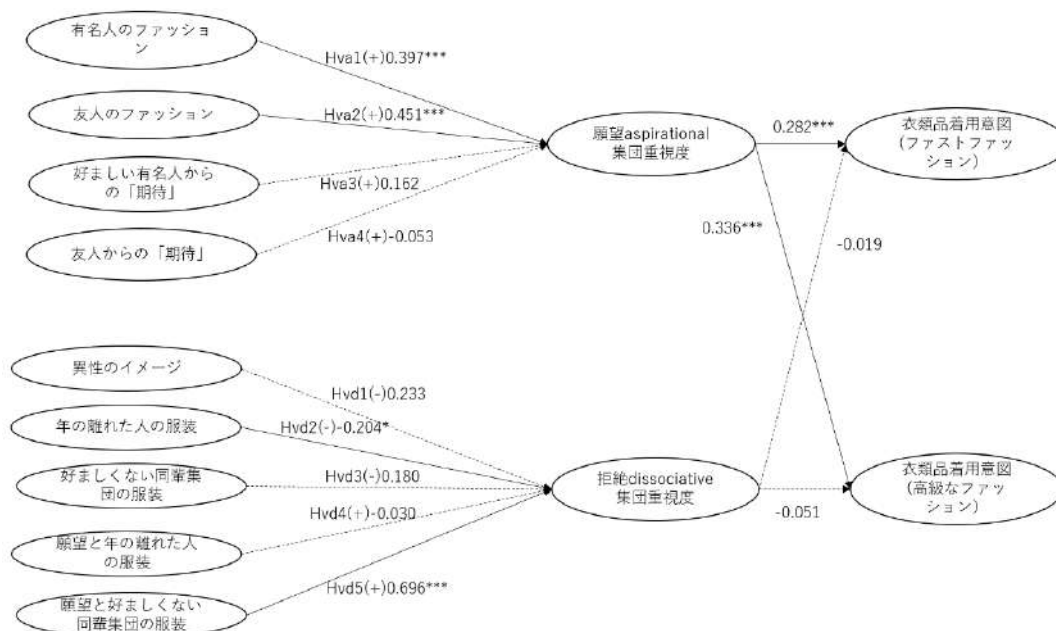 有名人のファッショ
ン
Hva1(+)0.397***
友人のファッション
Hva2(+)0.451***
好ましい有名人から
の「期待」
Hva3(+)0.162
友人からの「期待」
Hva4(+)-0.053
願望aspirational
集団重視度
0.282***
衣類品着用意図
(ファストファッ
ション)
0.336***
-0.019
異性のイメージ
Hvd1(-)0.233
年の離れた人の服装
Hvd2(-)-0.204*
好ましくない同輩集
団の服装
Hvd3(-)0.180
願望と年の離れた人
の服装
Hvd4(+)-0.030
願望と好ましくない
同輩集団の服装
Hvd5(+)0.696***
拒絶dissociative
集団重視度
-0.051
衣類品着用意図
(高級なファッ
ション)